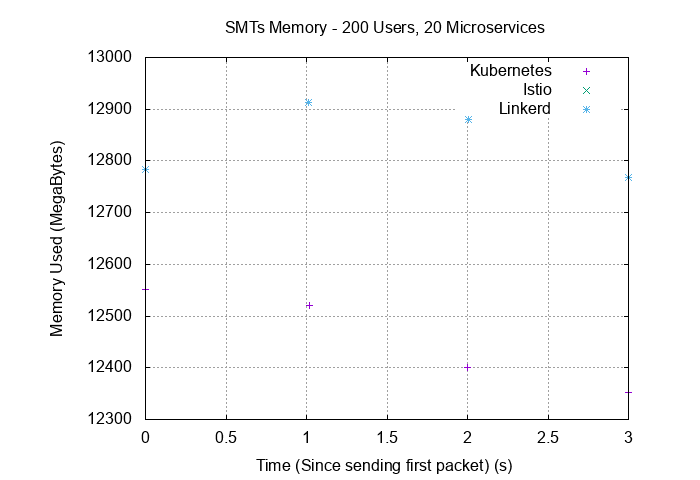 SMTs Memory - 200 Users, 20 Microservices
13000
12900
12800
12700
12600
12500
12400
12300
Memory Used (MegaBytes)
Kubernetes
Istio
Linkerd
0 0.5 1 1.5 2 2.5 3
Time (Since sending first packet) (s)